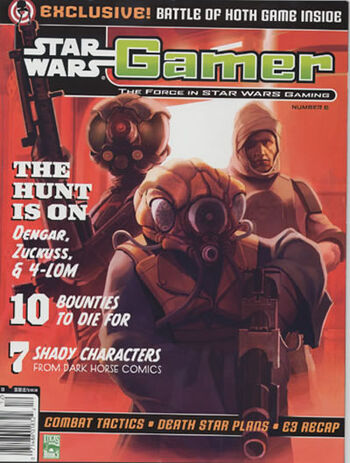 EXCLUSIVE! BATTLE OF HOTH GAME INSIDE
STAR WARS
Gamer
THE FORCE IN STAR WARS GAMING
NUMBER 6
THE HUNT
IS ON
DENGAR,
ZUCKUSS,
& 4-LOM
10 BOUNTIES
TO DIE FOR
7 SHADY CHARACTERS
FROM DARK HORSE COMICS
COMBAT TACTICS • DEATH STAR PLANS • E3 RECAP